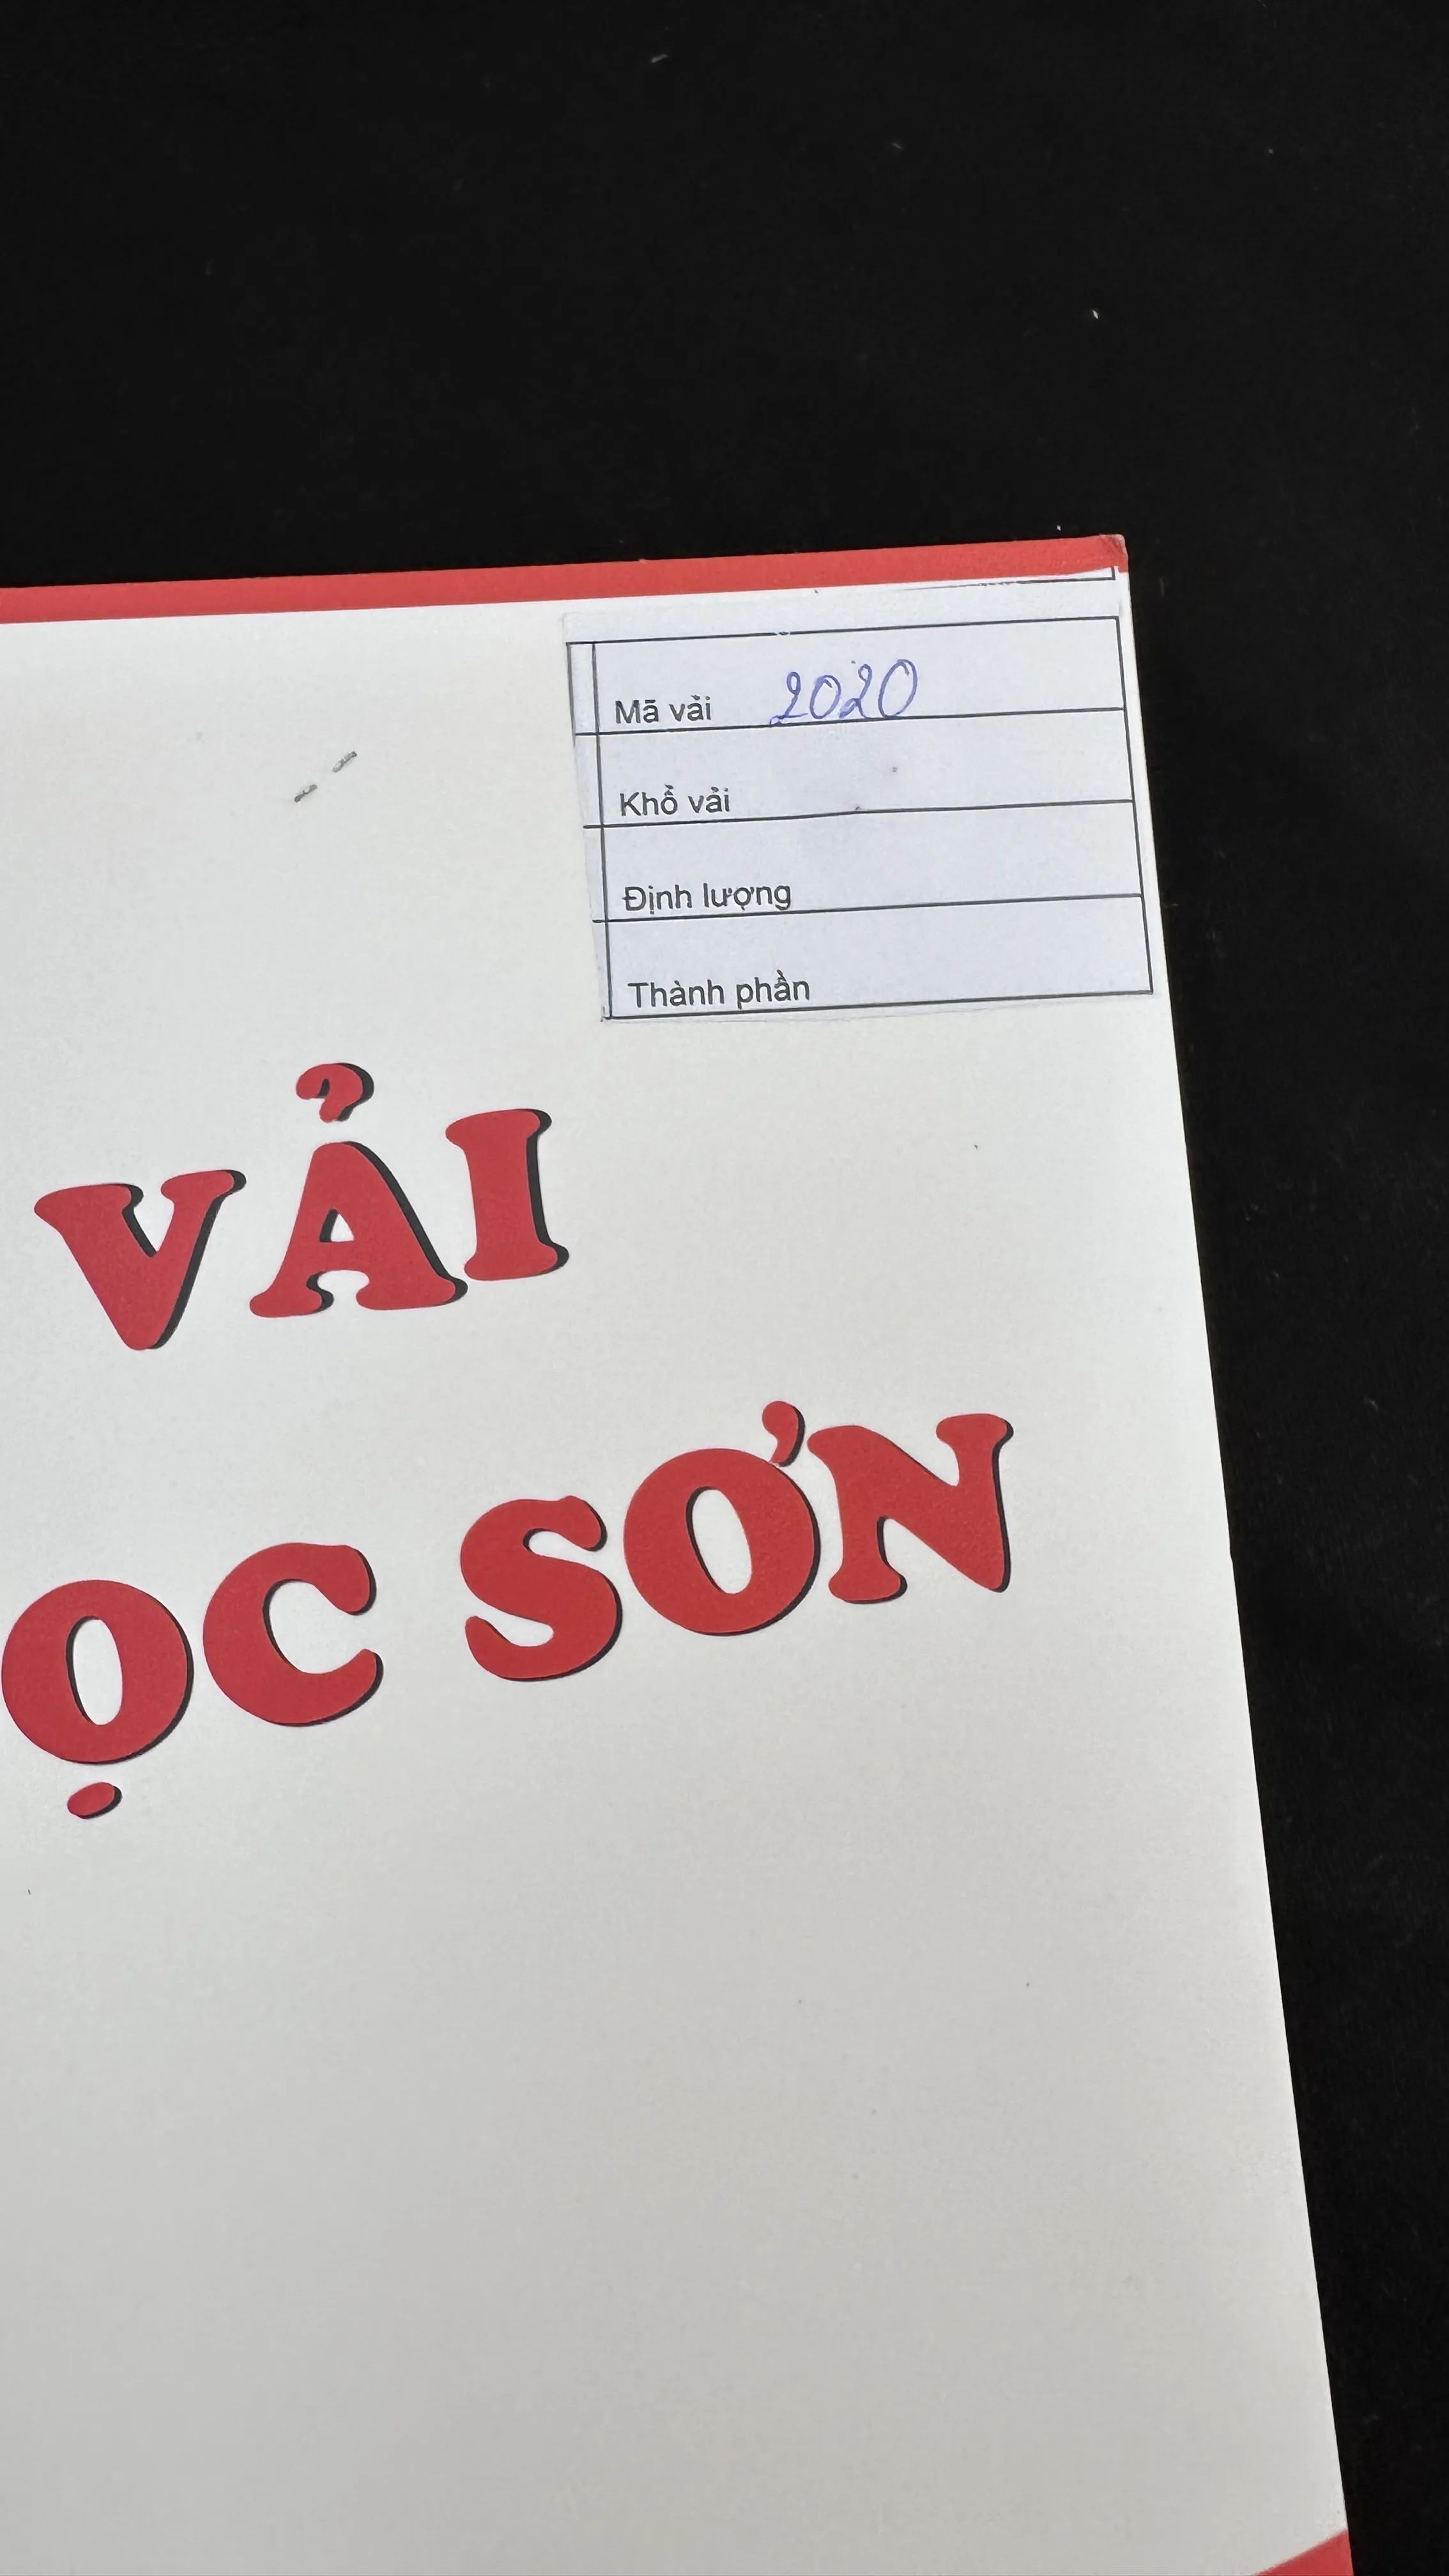 Mã vải 2020
Khổ vải
Định lượng
Thành phần
VẢI
ỌC SƠN